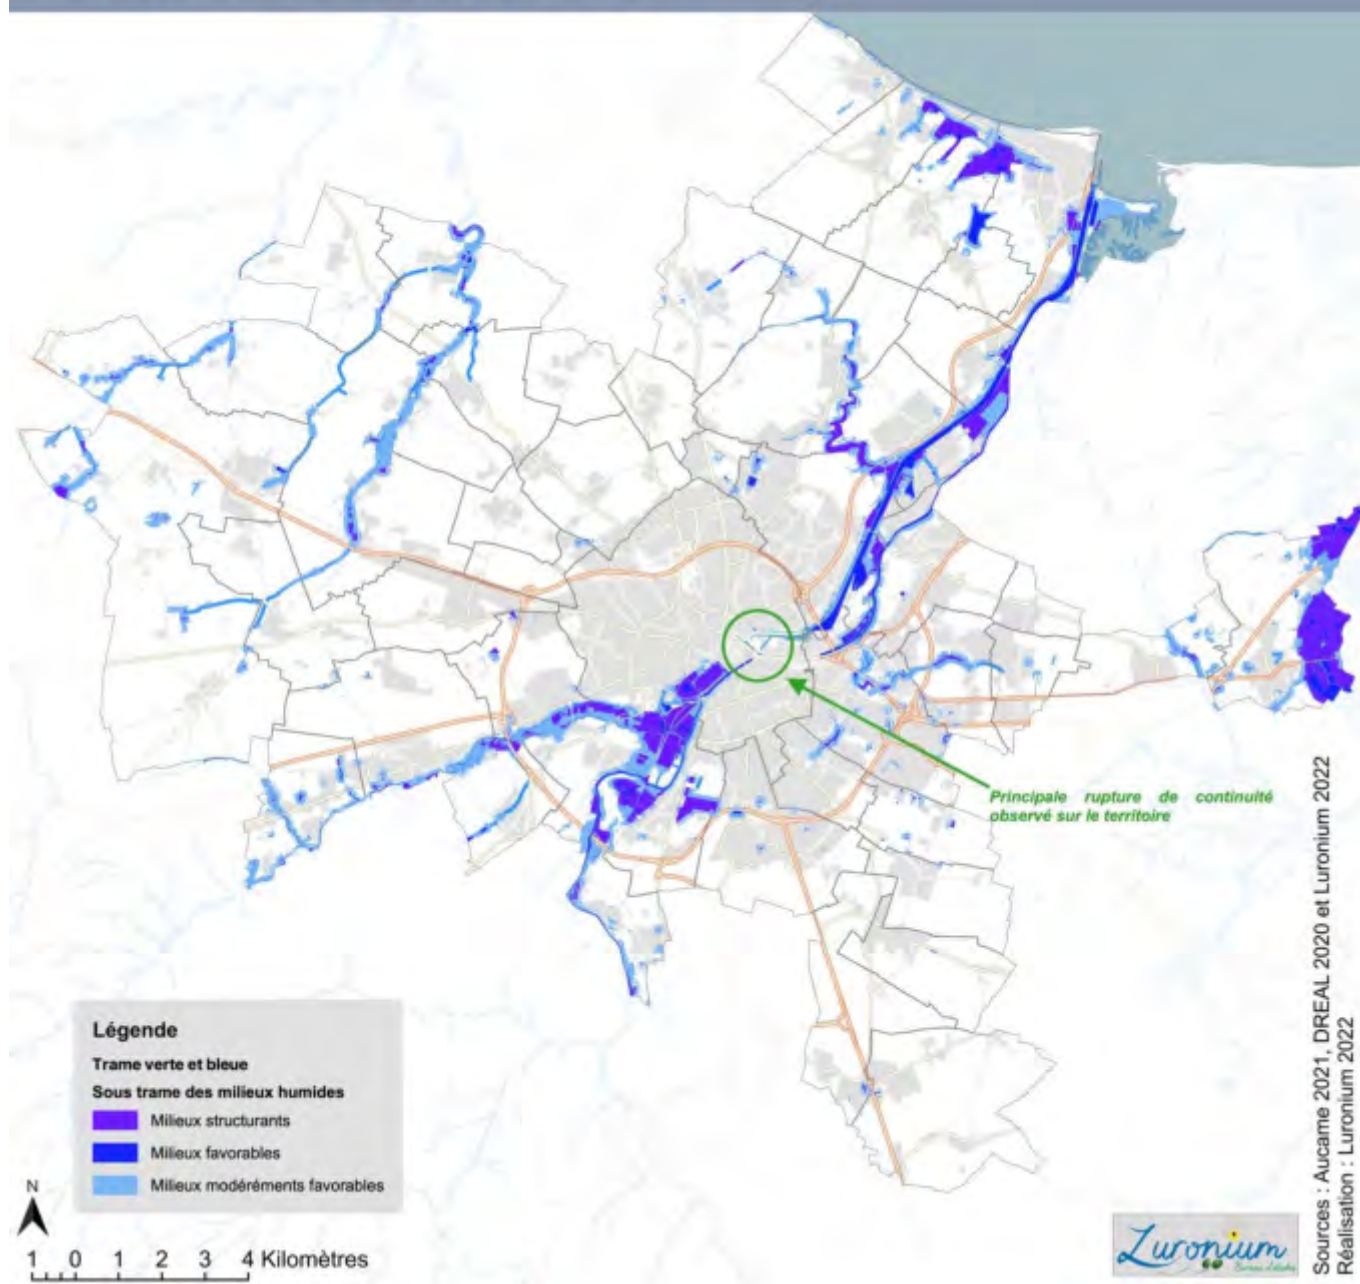 Principale rupture de continuité
observé sur le territoire
Légende
Trame verte et bleue
Sous trame des milieux humides
Milieux structurants
Milieux favorables
Milieux modéréments favorables
N
1 0 1 2 3 4 Kilomètres
Luronium
Sources : Aucame 2021, DREAL 2020 et Luronium 2022
Réalisation : Luronium 2022